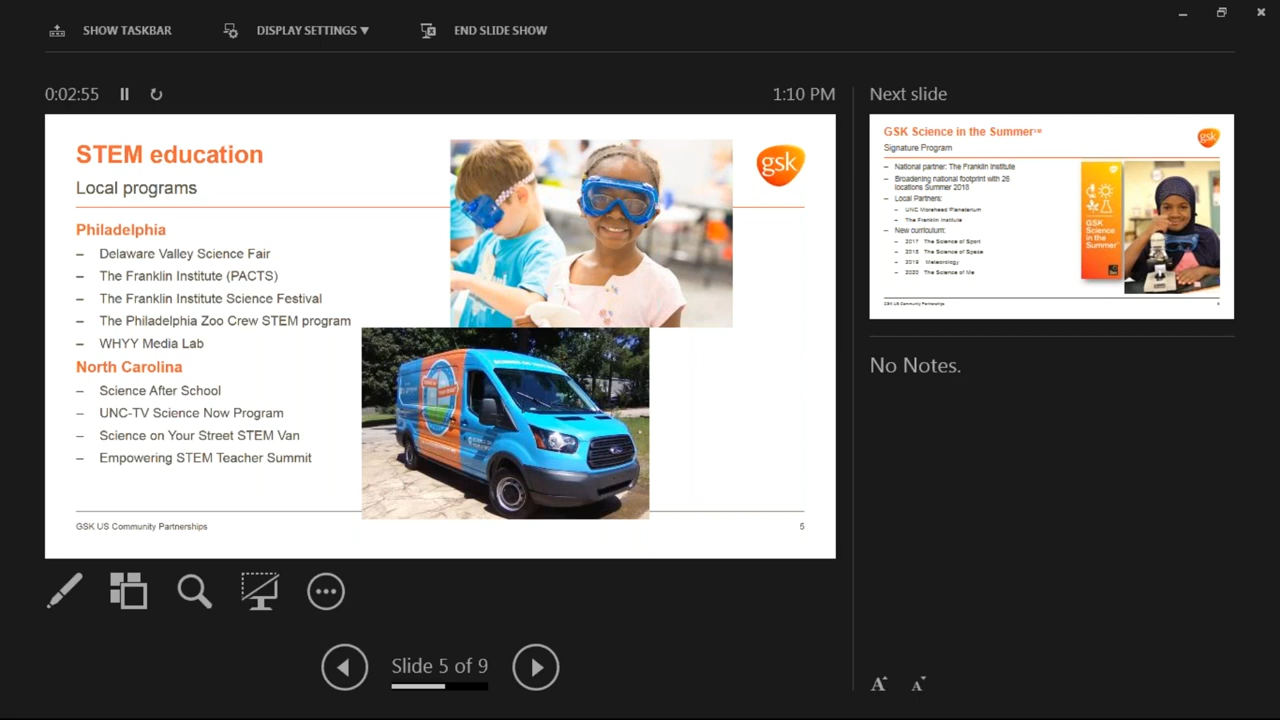 SHOW TASKBAR
DISPLAY SETTINGS ▼
END SLIDE SHOW
0:02:55
1:10 PM
Next slide
STEM education
Local programs
gsk
Philadelphia
– Delaware Valley Science Fair
– The Franklin Institute (PACTS)
– The Franklin Institute Science Festival
– The Philadelphia Zoo Crew STEM program
– WHYY Media Lab
North Carolina
– Science After School
– UNC-TV Science Now Program
– Science on Your Street STEM Van
– Empowering STEM Teacher Summit
GSK US Community Partnerships
5
GSK Science in the Summer™
Signature Program
gsk
– National partner: The Franklin Institute
– Broadening national footprint with 26
locations Summer 2018
– Local Partners:
– UNC Morehead Planetarium
– The Franklin Institute
– New curriculum:
– 2017 The Science of Sport
– 2018 The Science of Space
– 2019 Meteorology
– 2020 The Science of Me
GSK
Science
in the
Summer™
GSK US Community Partnerships
No Notes.
Slide 5 of 9
A
A